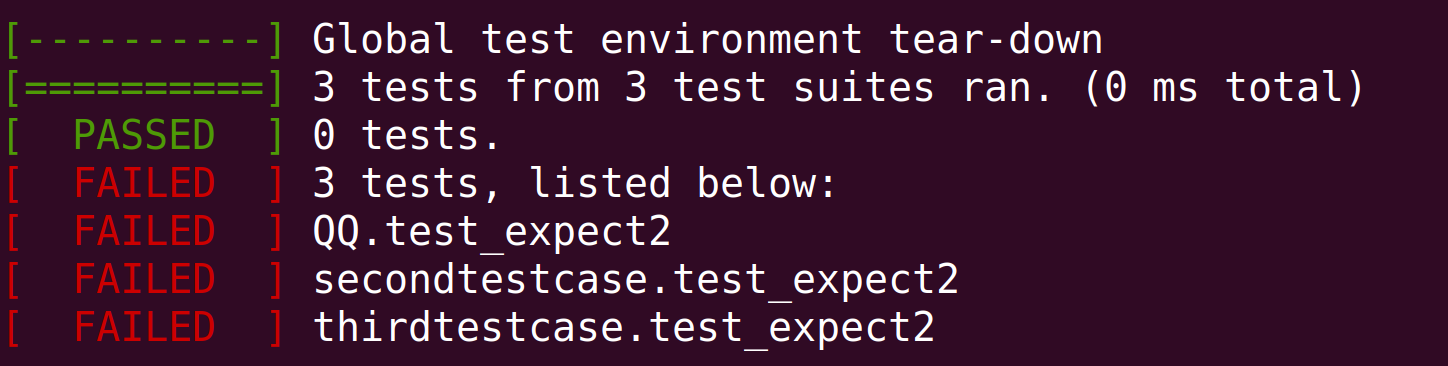 [----------] Global test environment tear-down
[==========] 3 tests from 3 test suites ran. (0 ms total)
[  PASSED  ] 0 tests.
[  FAILED  ] 3 tests, listed below:
[  FAILED  ] QQ.test_expect2
[  FAILED  ] secondtestcase.test_expect2
[  FAILED  ] thirdtestcase.test_expect2